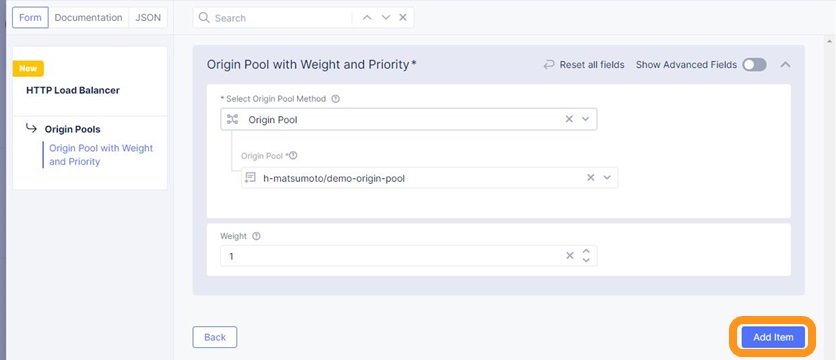 Form
Documentation
JSON
Search
New
HTTP Load Balancer
Origin Pools
Origin Pool with Weight
and Priority
Origin Pool with Weight and Priority*
Reset all fields
Show Advanced Fields
* Select Origin Pool Method
Origin Pool
Origin Pool *
h-matsumoto/demo-origin-pool
Weight
1
Back
Add Item